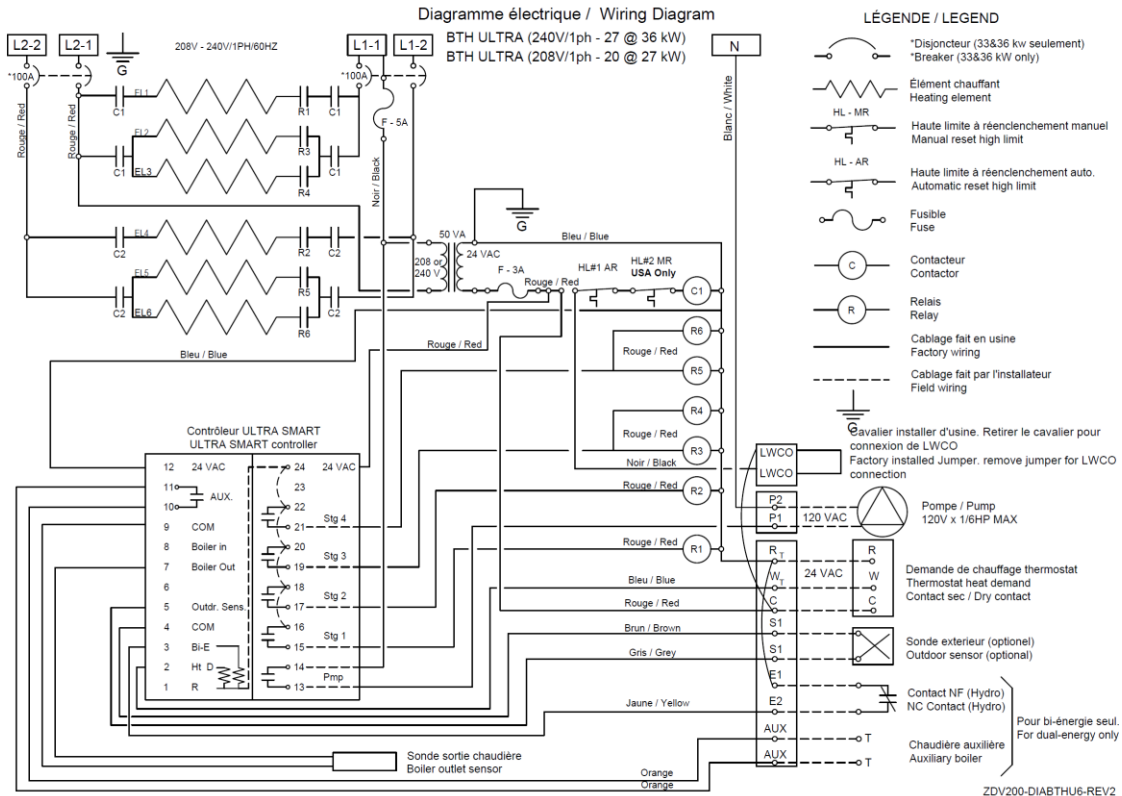 Diagramme électrique / Wiring Diagram
BTH ULTRA (240V/1ph - 27 @ 36 kW)
BTH ULTRA (208V/1ph - 20 @ 27 kW)
L2-2
L2-1
G
208V - 240V/1PH/60HZ
L1-1
L1-2
N
*100A
*100A
Rouge / Red
Rouge / Red
EL1
C1
R1
C1
F - 5A
EL2
R3
C1
EL3
R4
C1
Noir / Black
Blanc / White
EL4
C2
R2
C2
EL5
R5
C2
EL6
R6
C2
50 VA
208 or
240 V
24 VAC
G
Bleu / Blue
F - 3A
Rouge / Red
HL#1 AR
HL#2 MR
USA Only
C1
R6
Rouge / Red
R5
R4
Rouge / Red
R3
Noir / Black
Rouge / Red
R2
Rouge / Red
R1
Bleu / Blue
Rouge / Red
Bleu / Blue
Rouge / Red
Brun / Brown
Gris / Grey
Jaune / Yellow
Orange
Orange
Contrôleur ULTRA SMART
ULTRA SMART controller
12 24 VAC
11
AUX.
10
9 COM
8 Boiler in
7 Boiler Out
6
5 Outdr. Sens.
4 COM
3 Bi-E
2 Ht D
1 R
24 24 VAC
23
22
21 Stg 4
20
19 Stg 3
18
17 Stg 2
16
15 Stg 1
14
13 Pmp
Sonde sortie chaudière
Boiler outlet sensor
LWCO
LWCO
P2
P1
120 VAC
Pompe / Pump
120V x 1/6HP MAX
RT
WT
C
24 VAC
R
W
C
Demande de chauffage thermostat
Thermostat heat demand
Contact sec / Dry contact
S1
S1
Sonde exterieur (optionel)
Outdoor sensor (optional)
E1
E2
Contact NF (Hydro)
NC Contact (Hydro)
AUX
T
AUX
T
Chaudière auxilière
Auxiliary boiler
Pour bi-énergie seul.
For dual-energy only
LÉGENDE / LEGEND
*Disjoncteur (33&36 kw seulement)
*Breaker (33&36 kW only)
Élément chauffant
Heating element
HL - MR
Haute limite à réenclenchement manuel
Manual reset high limit
HL - AR
Haute limite à réenclenchement auto.
Automatic reset high limit
Fusible
Fuse
C
Contacteur
Contactor
R
Relais
Relay
Cablage fait en usine
Factory wiring
Cablage fait par l'installateur
Field wiring
G
Cavalier installer d'usine. Retirer le cavalier pour
connexion de LWCO
Factory installed Jumper. remove jumper for LWCO
connection
ZDV200-DIABTHU6-REV2